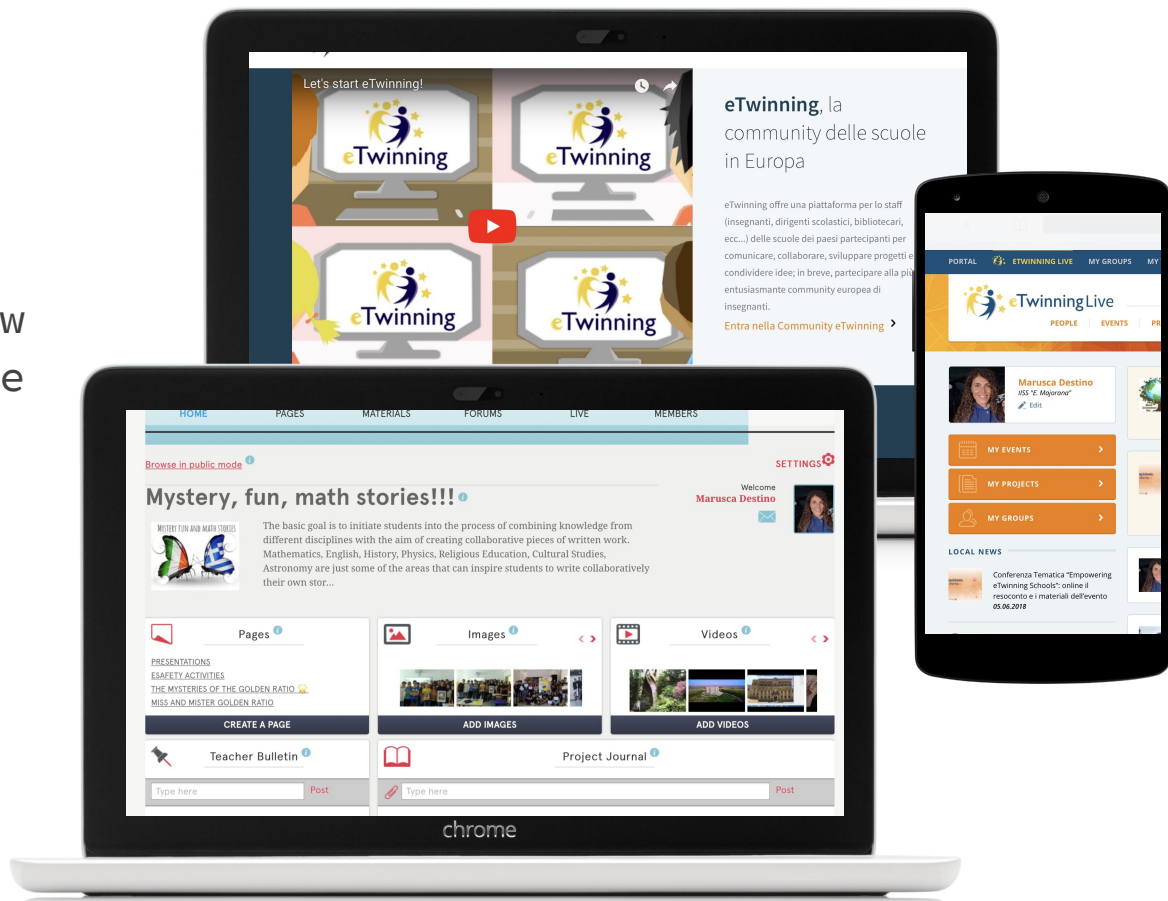 w
e
Let's start eTwinning!
eTwinning
eTwinning
eTwinning
eTwinning
eTwinning, la
community delle scuole
in Europa
eTwinning offre una piattaforma per lo staff
(insegnanti, dirigenti scolastici, bibliotecari,
ecc...) delle scuole dei paesi partecipanti per
comunicare, collaborare, sviluppare progetti e
condividere idee; in breve, partecipare alla più
entusiasmante community europea di
insegnanti.
Entra nella Community eTwinning
PORTAL ETWINNING LIVE MY GROUPS MY
eTwinning Live
PEOPLE EVENTS PR
Marusca Destino
IISS "E. Majorana"
Edit
MY EVENTS
MY PROJECTS
MY GROUPS
LOCAL NEWS
Conferenza Tematica "Empowering
eTwinning Schools": online il
resoconto e i materiali dell'evento
05.06.2018
HOME PAGES MATERIALS FORUMS LIVE MEMBERS
Browse in public mode
SETTINGS
Mystery, fun, math stories!!!
Welcome
Marusca Destino
MYSTERY FUN AND MATH STORIES
The basic goal is to initiate students into the process of combining knowledge from
different disciplines with the aim of creating collaborative pieces of written work.
Mathematics, English, History, Physics, Religious Education, Cultural Studies,
Astronomy are just some of the areas that can inspire students to write collaboratively
their own stor...
Pages
PRESENTATIONS
ESAFETY ACTIVITIES
THE MYSTERIES OF THE GOLDEN RATIO
MISS AND MISTER GOLDEN RATIO
CREATE A PAGE
Images
ADD IMAGES
Videos
ADD VIDEOS
Teacher Bulletin
Type here Post
Project Journal
Type here Post
chrome